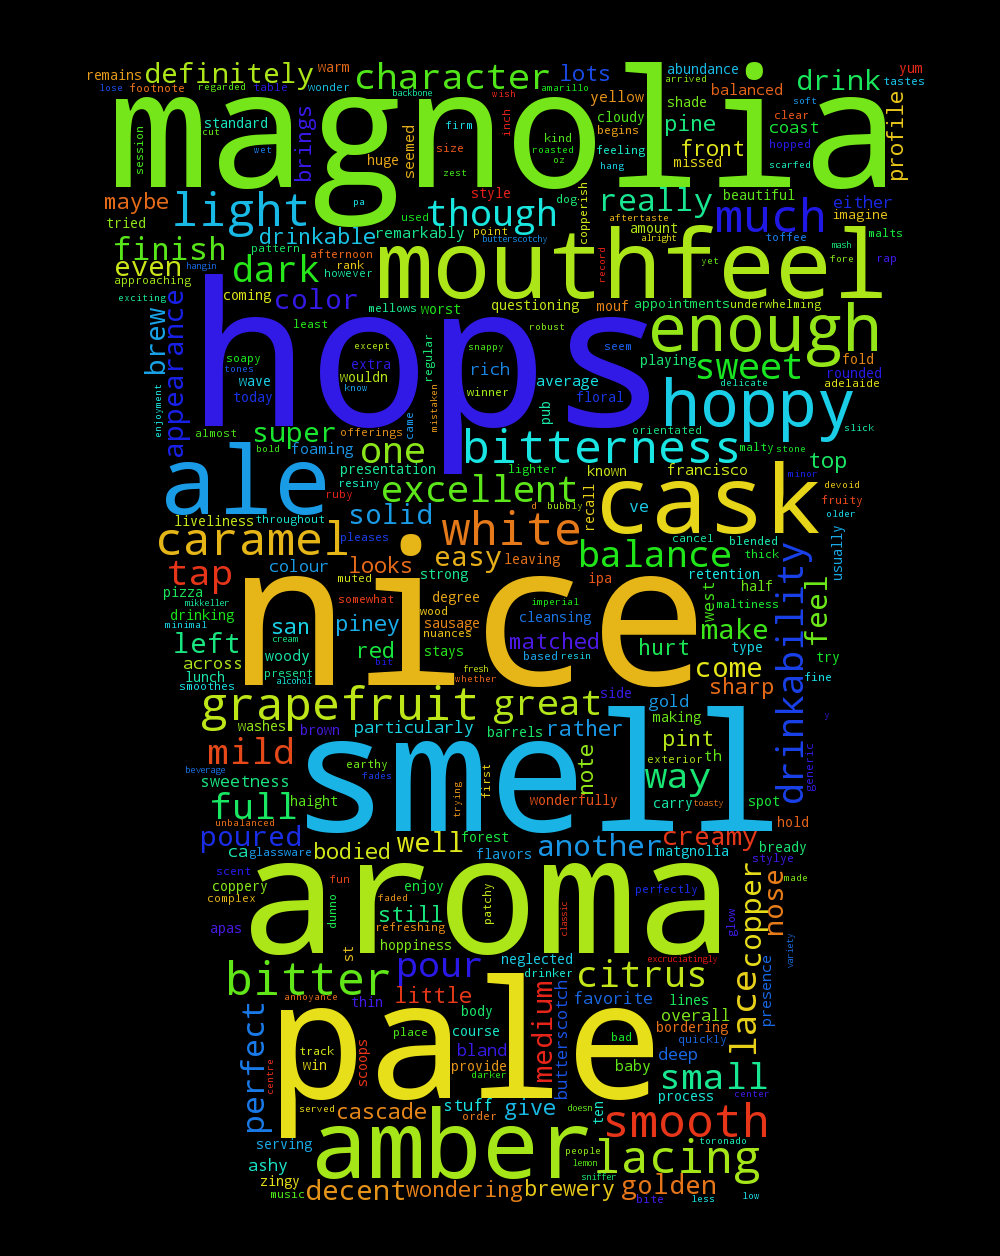 magnolia
remains
definitely
warm
character
lots
abundance
arrived
drink
yum
tastes
lose
footnote
regarded
table
wonder
backbone
wish
amarillo
yellow
balanced
soft
session
cut
standard
wet
brings
seemed
huge
firm
size
zest
inch
kind
roasted
oz
cloudy
begins
feeling
hang
shade
pine
missed
front
clear
coast
hopped
scarfed
profile
maybe
tried
light
pa
used
style
though
dog
copperish
really
aftertaste
amount
alright
beautiful
much
either
imagine
malts
toffee
mash
fore
rap
yet
finish
pattern
drinkable
afternoon
rank
however
remarkably
point
butterscotchy
record
mouthfeel
even
hangin
approaching
exciting
dark
coming
color
mellows
worst
questioning
mouf
appointments
underwhelming
brew
appearance
enjoyment
hops
least
soapy
tones
wave
today
except
extra
wouldn
know
regular
rich
snappy
winner
robust
average
seem
floral
playing
enough
sweet
delicate
fold
rounded
adelaide
slick
almost
super
bold
offerings
foaming
one
came
mistaken
pub
orientated
hoppy
bitterness
malty
stone
top
minor
ale
presentation
resiny
ruby
excellent
lighter
known
francisco
devoid
fruity
older
d
bubbly
recall
ve
cask
liveliness
throughout
solid
white
caramel
pleases
colour
looks
easy
leaving
balance
cancel
blended
thick
usually
tap
pizza
mikkeller
drinking
minimal
muted
somewhat
strong
degree
ipa
retention
half
maltiness
nice
wood
sausage
nuances
imperial
cleansing
west
drinkability
feel
san
cream
piney
matched
make
left
woody
red
stays
based
resin
hurt
type
try
across
lunch
smoothes
present
alcohol
bit
fresh
whether
come
sharp
fine
grapefruit
great
side
gold
y
washes
brown
particularly
barrels
rather
making
pint
mild
earthy
fades
smell
first
trying
note
exterior
th
way
generic
beverage
sweetness
haight
wonderfully
carry
toasty
spot
full
unbalanced
hold
poured
bodied
well
forest
another
creamy
ca
glassware
flavors
matgnolia
bready
stylye
scent
coppery
complex
fun
faded
enjoy
patchy
aroma
classic
perfectly
glow
made
copper
nose
apas
dunno
still
refreshing
hoppiness
st
neglected
excruciatingly
variety
bitter
pour
drinker
citrus
lace
presence
annoyance
thin
little
body
medium
butterscotch
favorite
lines
overall
bordering
quickly
perfect
pale
place
course
track
win
scoops
bland
provide
darker
bad
baby
deep
centre
small
process
center
served
cascade
stuff
order
give
doesn
ten
smooth
toronado
serving
amber
people
lemon
sniffer
lacing
ashy
zingy
music
decent
wondering
brewery
golden
bite
less
low